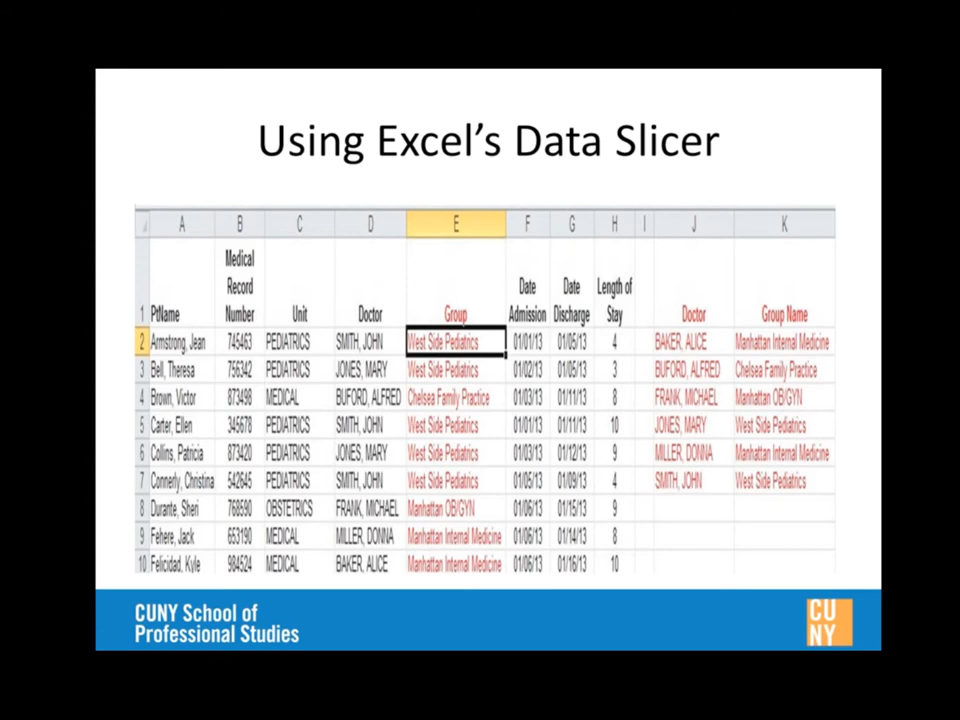 Using Excel's Data Slicer
A B C D E F G H I J K
1 PtName Medical Record Number Unit Doctor Group Date Admission Date Discharge Length of Stay Doctor Group Name
2 Armstrong, Jean 745463 PEDIATRICS SMITH, JOHN West Side Pediatrics 01/01/13 01/05/13 4 BAKER, ALICE Manhattan Internal Medicine
3 Bell, Theresa 756342 PEDIATRICS JONES, MARY West Side Pediatrics 01/02/13 01/05/13 3 BUFORD, ALFRED Chelsea Family Practice
4 Brown, Victor 873498 MEDICAL BUFORD, ALFRED Chelsea Family Practice 01/03/13 01/11/13 8 FRANK, MICHAEL Manhattan OB/GYN
5 Carter, Ellen 345678 PEDIATRICS SMITH, JOHN West Side Pediatrics 01/01/13 01/11/13 10 JONES, MARY West Side Pediatrics
6 Collins, Patricia 873420 PEDIATRICS JONES, MARY West Side Pediatrics 01/03/13 01/12/13 9 MILLER, DONNA Manhattan Internal Medicine
7 Connerly, Christina 542645 PEDIATRICS SMITH, JOHN West Side Pediatrics 01/05/13 01/09/13 4 SMITH, JOHN West Side Pediatrics
8 Durante, Sheri 768590 OBSTETRICS FRANK, MICHAEL Manhattan OB/GYN 01/06/13 01/15/13 9
9 Fehere, Jack 653190 MEDICAL MILLER, DONNA Manhattan Internal Medicine 01/06/13 01/14/13 8
10 Felicidad, Kyle 984524 MEDICAL BAKER, ALICE Manhattan Internal Medicine 01/06/13 01/16/13 10
CUNY School of
Professional Studies
CU
NY